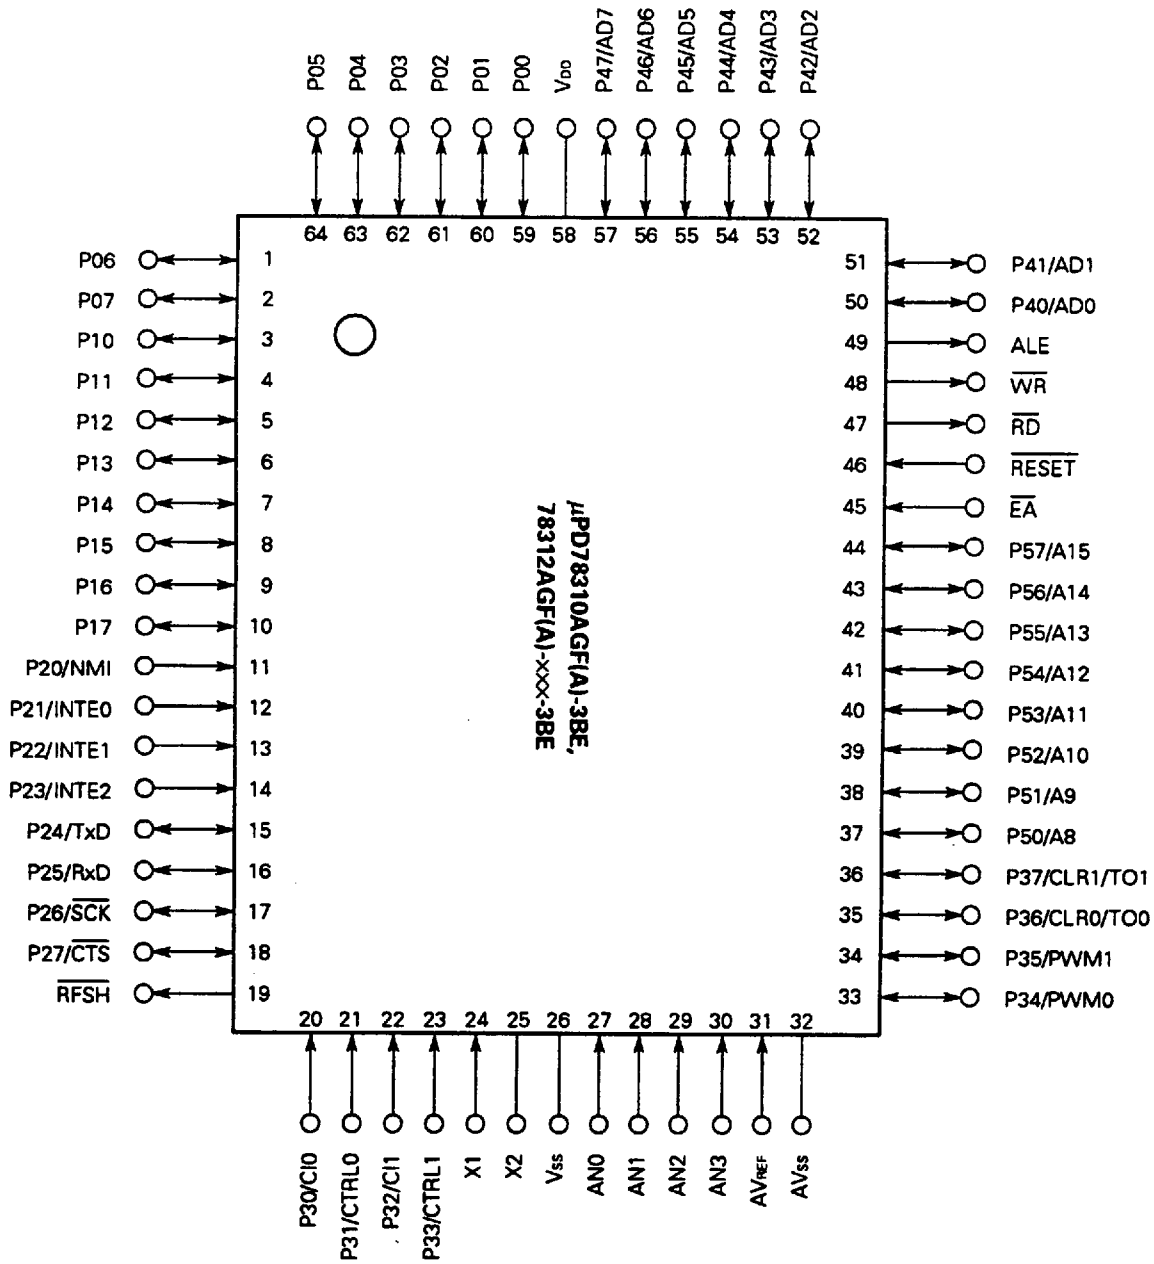 P05 P04 P03 P02 P01 P00 VDD P47/AD7 P46/AD6 P45/AD5 P44/AD4 P43/AD3 P42/AD2
64 63 62 61 60 59 58 57 56 55 54 53 52
P06 1 51 P41/AD1
P07 2 50 P40/AD0
P10 3 49 ALE
P11 4 48 W̅R̅
P12 5 47 R̅D̅
P13 6 46 R̅E̅S̅E̅T̅
P14 7 45 E̅A̅
P15 8 44 P57/A15
P16 9 43 P56/A14
P17 10 42 P55/A13
P20/NMI 11 41 P54/A12
P21/INTE0 12 40 P53/A11
P22/INTE1 13 39 P52/A10
P23/INTE2 14 38 P51/A9
P24/TxD 15 37 P50/A8
P25/RxD 16 36 P37/CLR1/TO1
P26/S̅C̅K̅ 17 35 P36/CLR0/TO0
P27/C̅T̅S̅ 18 34 P35/PWM1
R̅F̅S̅H̅ 19 33 P34/PWM0
μPD78310AGF(A)-3BE,
78312AGF(A)-×××-3BE
20 21 22 23 24 25 26 27 28 29 30 31 32
P30/CI0 P31/CTRL0 P32/CI1 P33/CTRL1 X1 X2 VSS AN0 AN1 AN2 AN3 AVREF AVSS